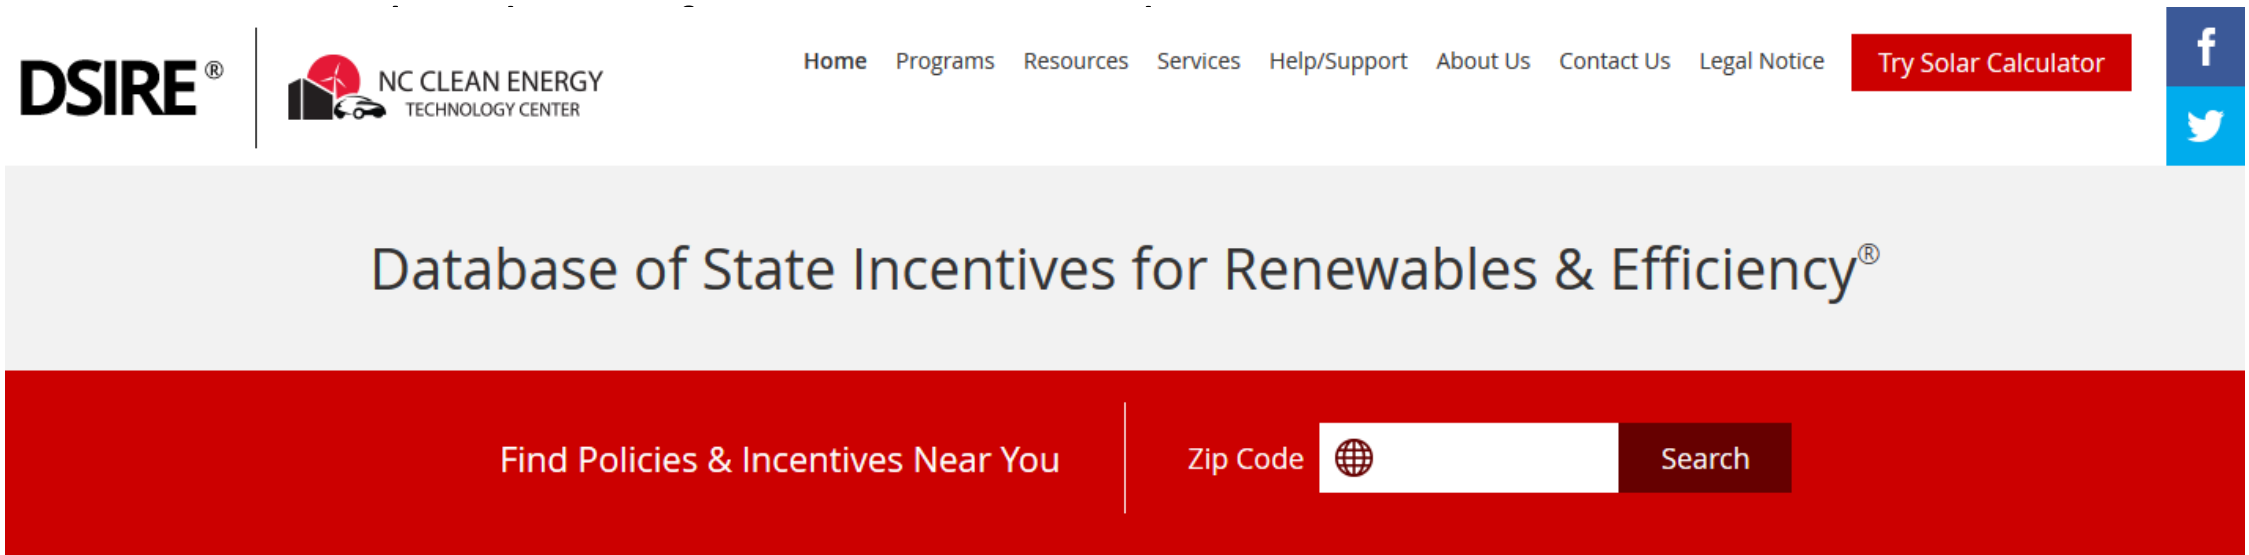 DSIRE®
NC CLEAN ENERGY
TECHNOLOGY CENTER
Home Programs Resources Services Help/Support About Us Contact Us Legal Notice Try Solar Calculator
Database of State Incentives for Renewables & Efficiency®
Find Policies & Incentives Near You
Zip Code Search